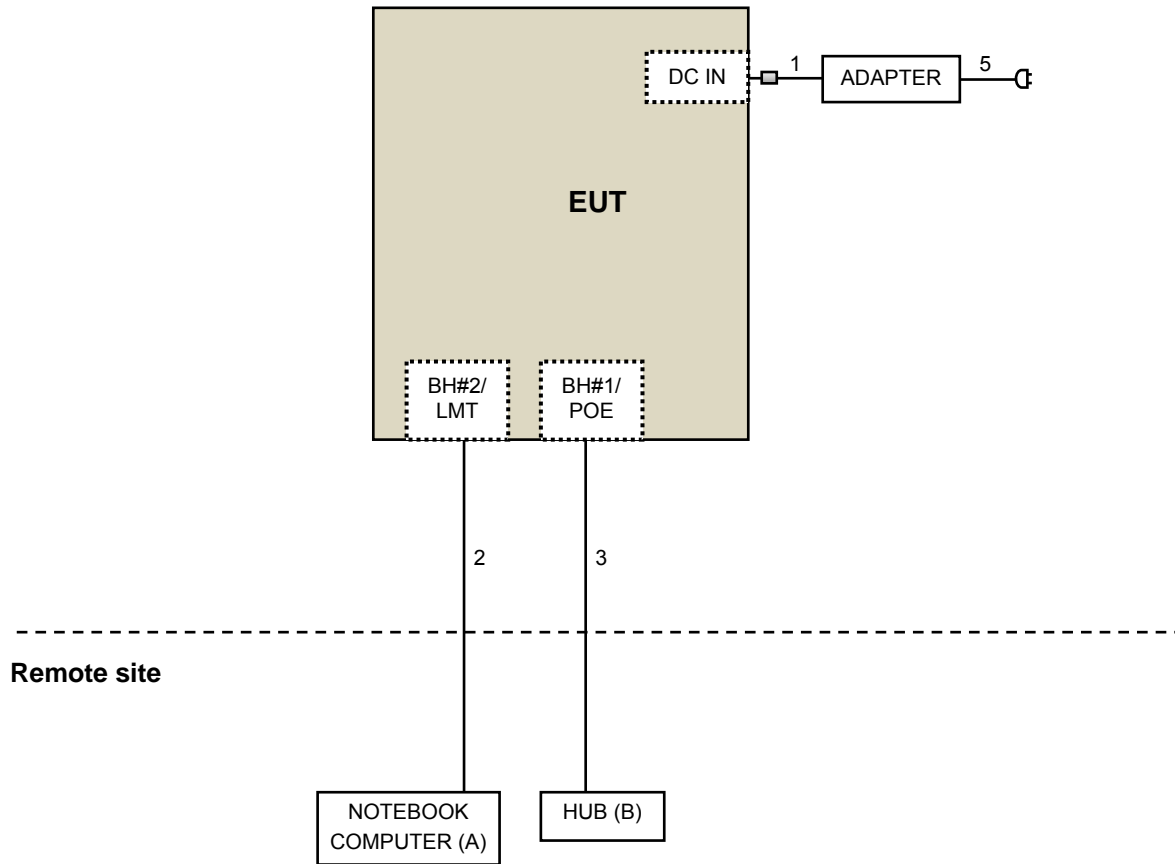 DC IN
1
ADAPTER
5
EUT
BH#2/
LMT
BH#1/
POE
2
3
Remote site
NOTEBOOK
COMPUTER (A)
HUB (B)